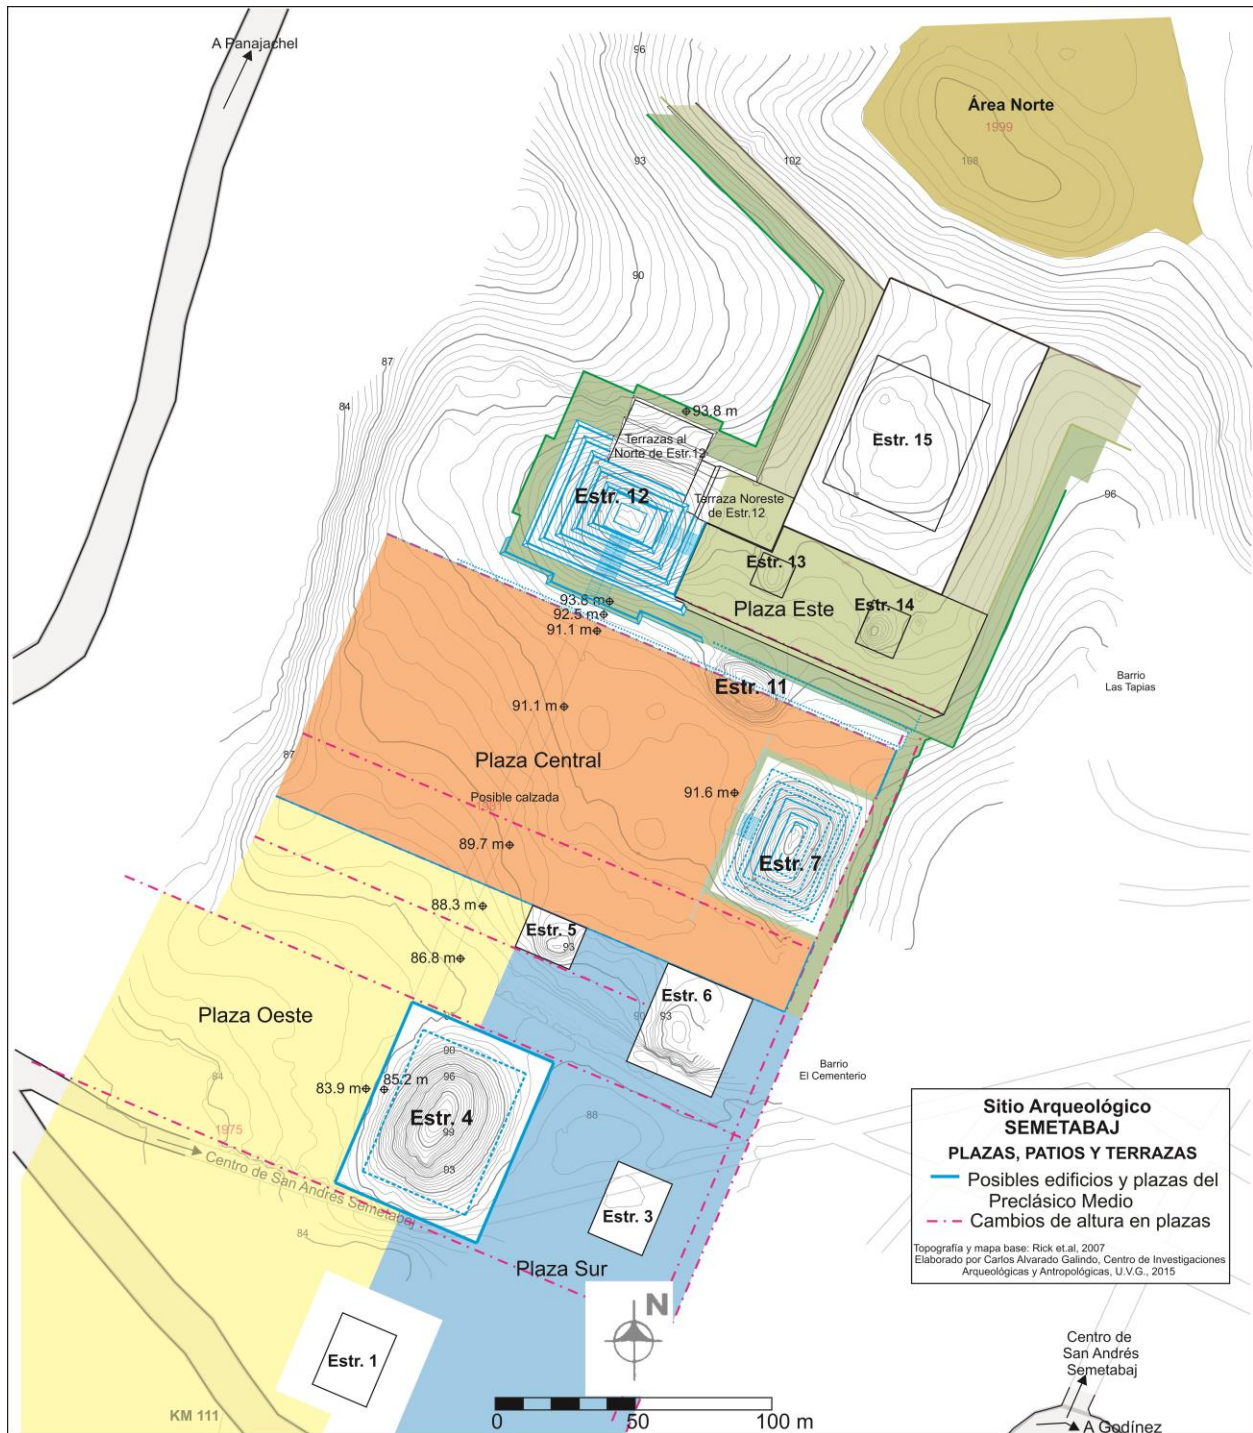 A Panajachel
96
93
102
Área Norte
1999
108
90
87
84
93.8 m
Terrazas al
Norte de Estr.12
Estr. 15
Estr. 12
Terraza Noreste
de Estr.12
96
Estr. 13
Plaza Este
Estr. 14
93.8 m
92.5 m
91.1 m
Estr. 11
Barrio
Las Tapias
91.1 m
Plaza Central
87
Posible calzada
91.6 m
89.7 m
Estr. 7
88.3 m
Estr. 5
93
86.8 m
Estr. 6
90
93
Plaza Oeste
90
96
Barrio
El Cementerio
83.9 m
85.2 m
84
Estr. 4
88
99
1975
93
Centro de San Andrés Semetabaj
84
Estr. 3
Plaza Sur
Estr. 1
KM 111
N
0
50
100 m
Sitio Arqueológico
SEMETABAJ
PLAZAS, PATIOS Y TERRAZAS
Posibles edificios y plazas del
Preclásico Medio
Cambios de altura en plazas
Topografía y mapa base: Rick et.al, 2007
Elaborado por Carlos Alvarado Galindo, Centro de Investigaciones
Arqueológicas y Antropológicas, U.V.G., 2015
Centro de
San Andrés
Semetabaj
A Godínez